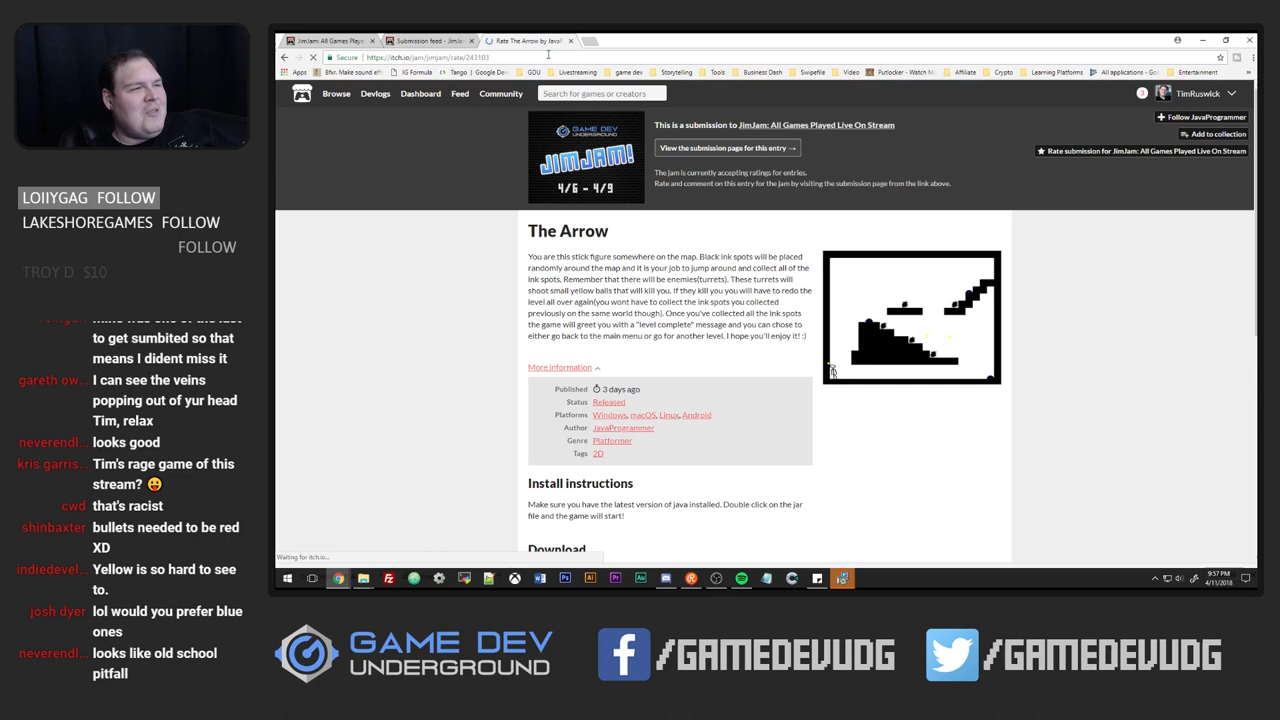 LOIIYGAG FOLLOW
LAKESHOREGAMES FOLLOW
FOLLOW
TROY D $10
to get sumbited so that
means I dident miss it
gareth ow... I can see the veins
popping out of yur head
Tim, relax
neverendl... looks good
kris garris... Tim's rage game of this
stream? 😛
cwd that's racist
shinbaxter bullets needed to be red
XD
indiedevel... Yellow is so hard to see
to.
josh dyer lol would you prefer blue
ones
neverendl... looks like old school
pitfall
JimJam: All Games Playe
Submission feed - JimJa
Rate The Arrow by JavaP
Secure https://itch.io/jam/jimjam/rate/243103
Apps Bfxr. Make sound eff IG Formula Tango | Google Dev GDU Livestreaming game dev Storytelling Tools Business Dash Swipefile Video Putlocker - Watch M Affiliate Crypto Learning Platforms All applications - Go Entertainment »
Browse Devlogs Dashboard Feed Community Search for games or creators 3 TimRuswick
GAME DEV
UNDERGROUND
JIMJAM!
4/6 - 4/9
This is a submission to JimJam: All Games Played Live On Stream
View the submission page for this entry →
The jam is currently accepting ratings for entries.
Rate and comment on this entry for the jam by visiting the submission page from the link above.
Follow JavaProgrammer
Add to collection
Rate submission for JimJam: All Games Played Live On Stream
The Arrow
You are this stick figure somewhere on the map. Black ink spots will be placed
randomly around the map and it is your job to jump around and collect all of the
ink spots. Remember that there will be enemies(turrets). These turrets will
shoot small yellow balls that will kill you. If they kill you you will have to redo the
level all over again(you wont have to collect the ink spots you collected
previously on the same world though). Once you've collected all the ink spots
the game will greet you with a "level complete" message and you can chose to
either go back to the main menu or go for another level. I hope you'll enjoy it! :)
More information
Published 3 days ago
Status Released
Platforms Windows, macOS, Linux, Android
Author JavaProgrammer
Genre Platformer
Tags 2D
Install instructions
Make sure you have the latest version of java installed. Double click on the jar
file and the game will start!
Download
Waiting for itch.io...
9:57 PM
4/11/2018
GAME DEV
UNDERGROUND
/GAMEDEVUDG
/GAMEDEVUDG